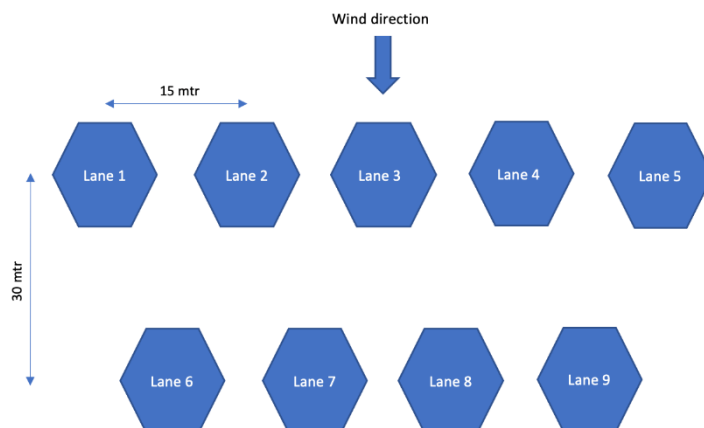 Wind direction
15 mtr
Lane 1
Lane 2
Lane 3
Lane 4
Lane 5
30 mtr
Lane 6
Lane 7
Lane 8
Lane 9